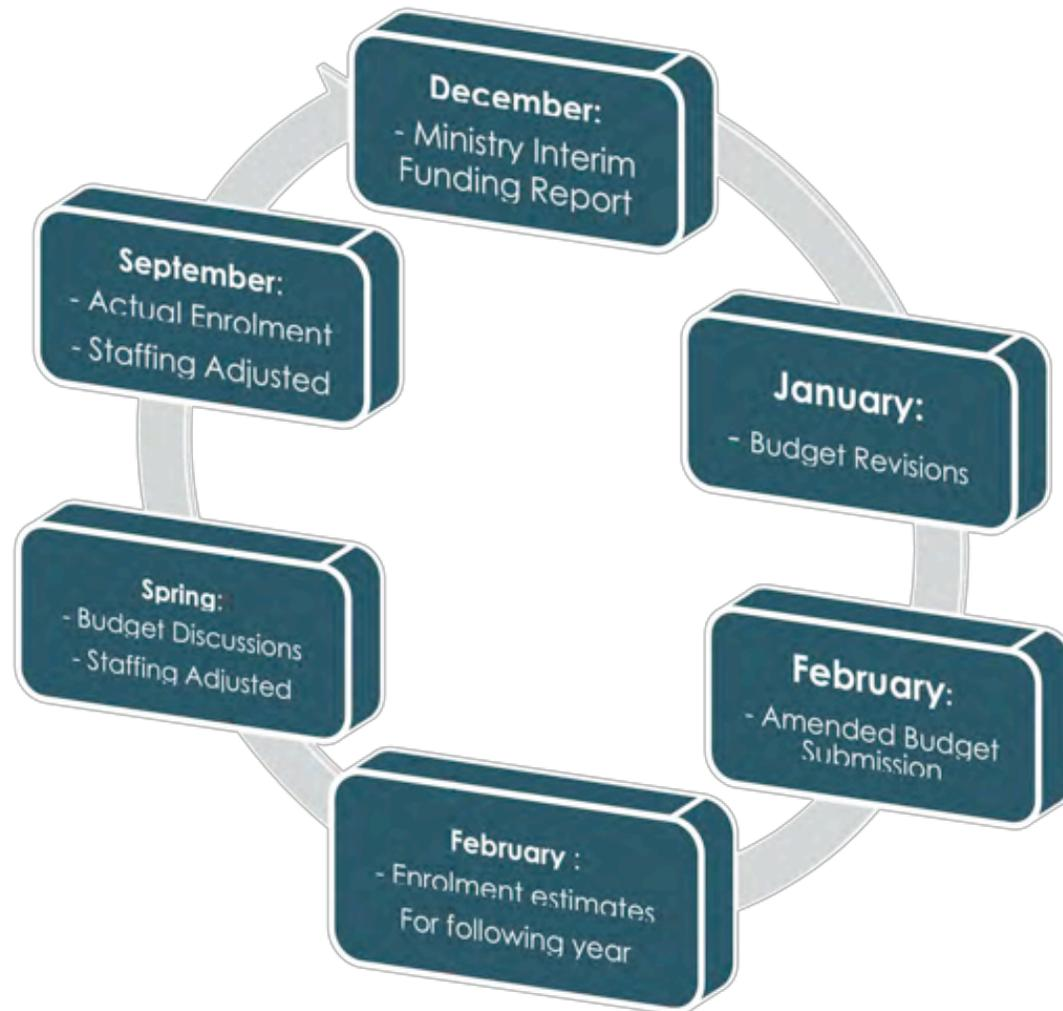 December:
- Ministry Interim
Funding Report
January:
- Budget Revisions
February:
- Amended Budget
Submission
February :
- Enrolment estimates
For following year
Spring:
- Budget Discussions
- Staffing Adjusted
September:
- Actual Enrolment
- Staffing Adjusted